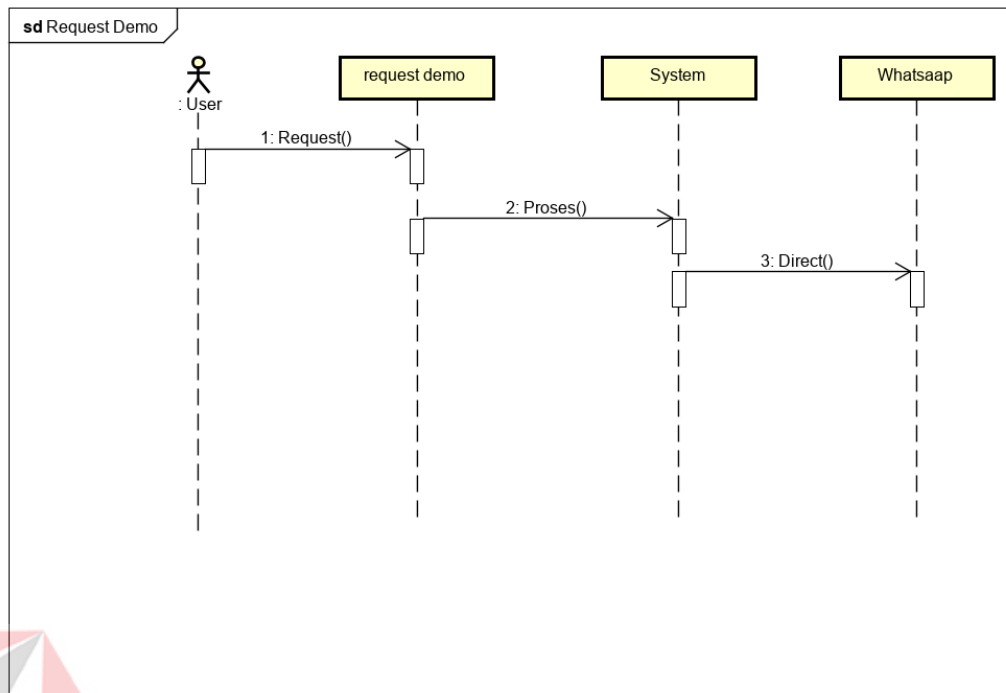 sd Request Demo
: User
request demo
System
Whatsaap
1: Request()
2: Proses()
3: Direct()